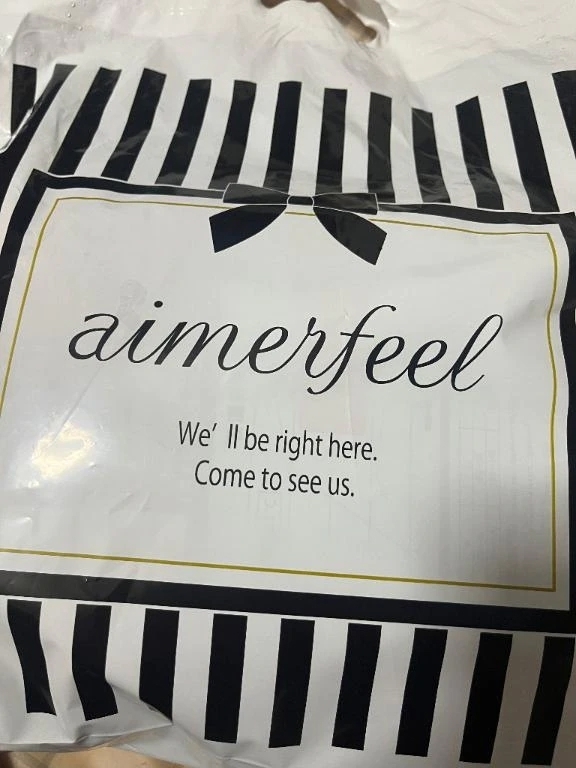 aimerfeel
We' ll be right here.
Come to see us.